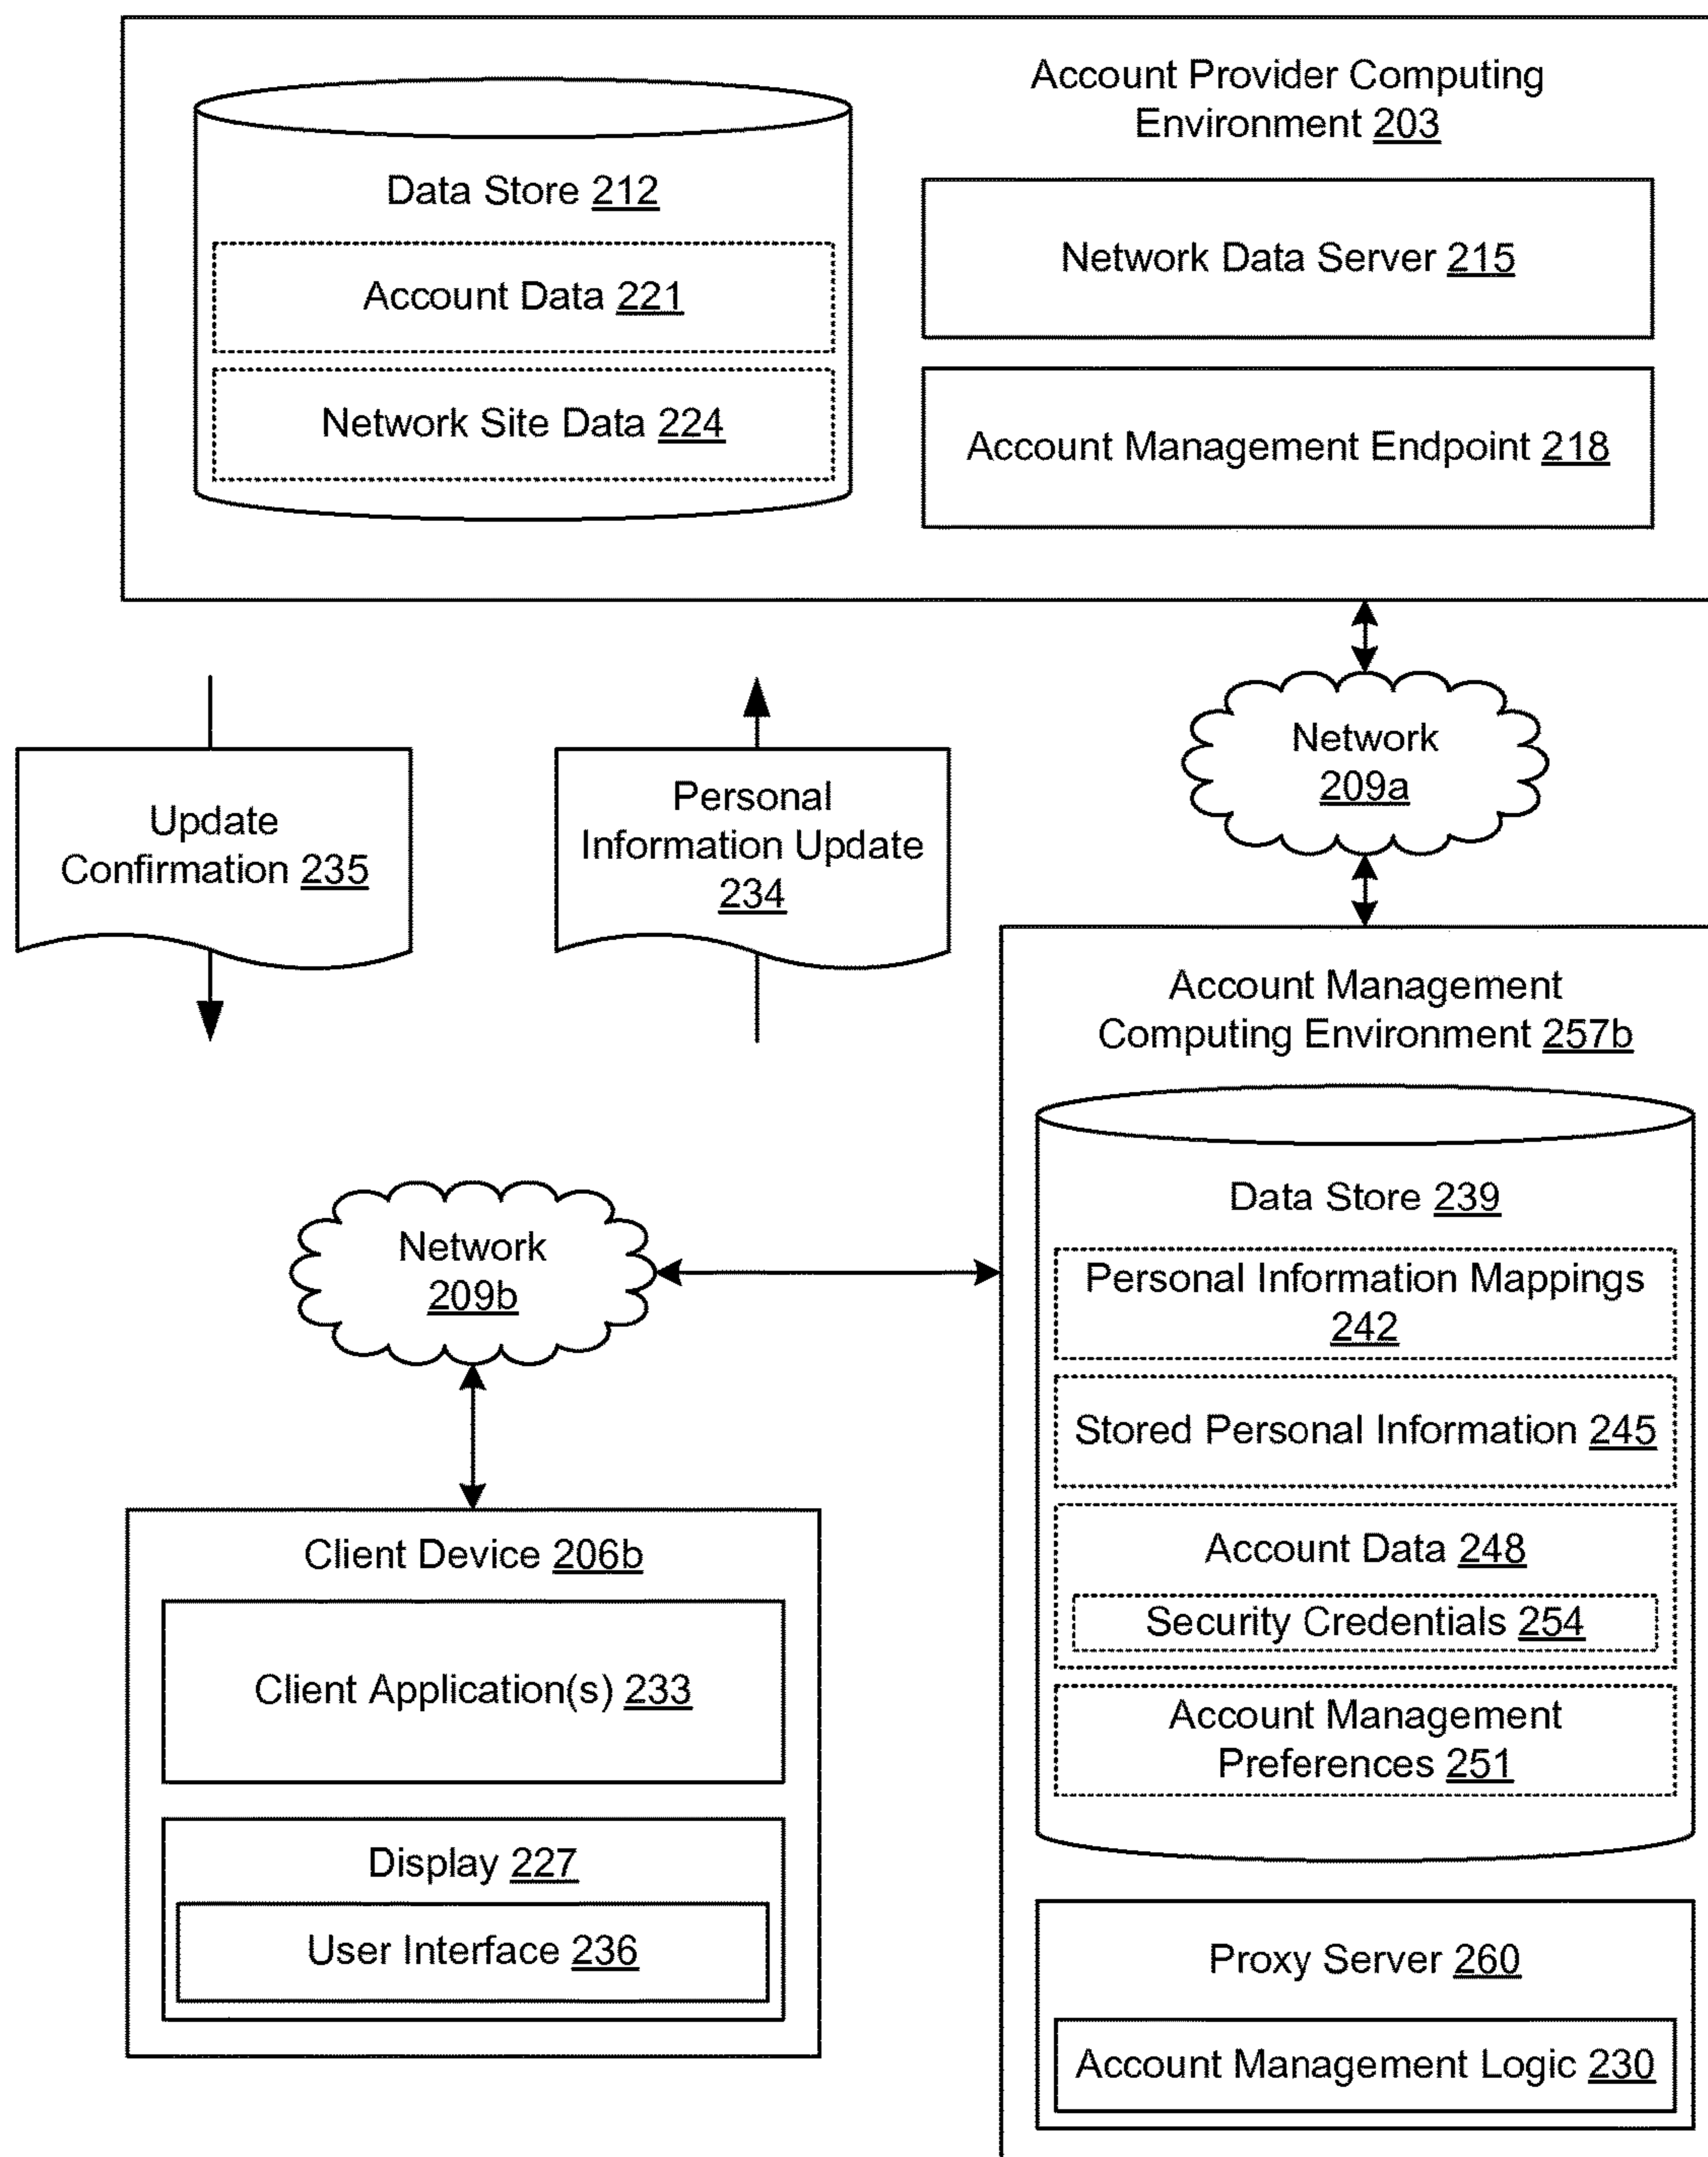 Account Provider Computing
Environment 203
Data Store 212
Account Data 221
Network Site Data 224
Network Data Server 215
Account Management Endpoint 218
Update
Confirmation 235
Personal
Information Update
234
Network
209a
Account Management
Computing Environment 257b
Data Store 239
Personal Information Mappings
242
Stored Personal Information 245
Account Data 248
Security Credentials 254
Account Management
Preferences 251
Proxy Server 260
Account Management Logic 230
Network
209b
Client Device 206b
Client Application(s) 233
Display 227
User Interface 236